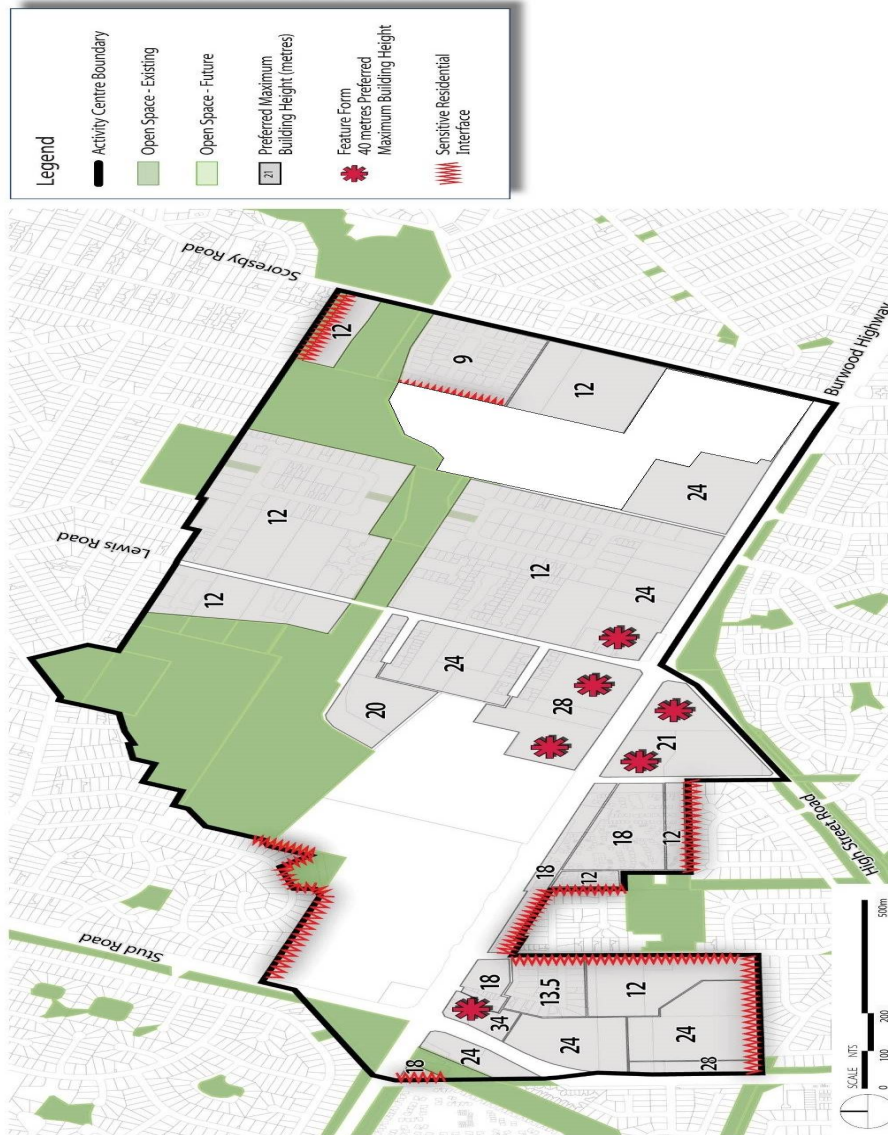 Legend
Activity Centre Boundary
Open Space - Existing
Open Space - Future
21
Preferred Maximum
Building Height (metres)
Feature Form
40 metres Preferred
Maximum Building Height
Sensitive Residential
Interface
Scoresby Road
Lewis Road
Stud Road
Burwood Highway
High Street Road
12
9
12
24
12
12
12
24
24
20
28
21
18
12
18
12
18
13.5
34
12
24
24
28
24
18
SCALE NTS
0 100 200 500m